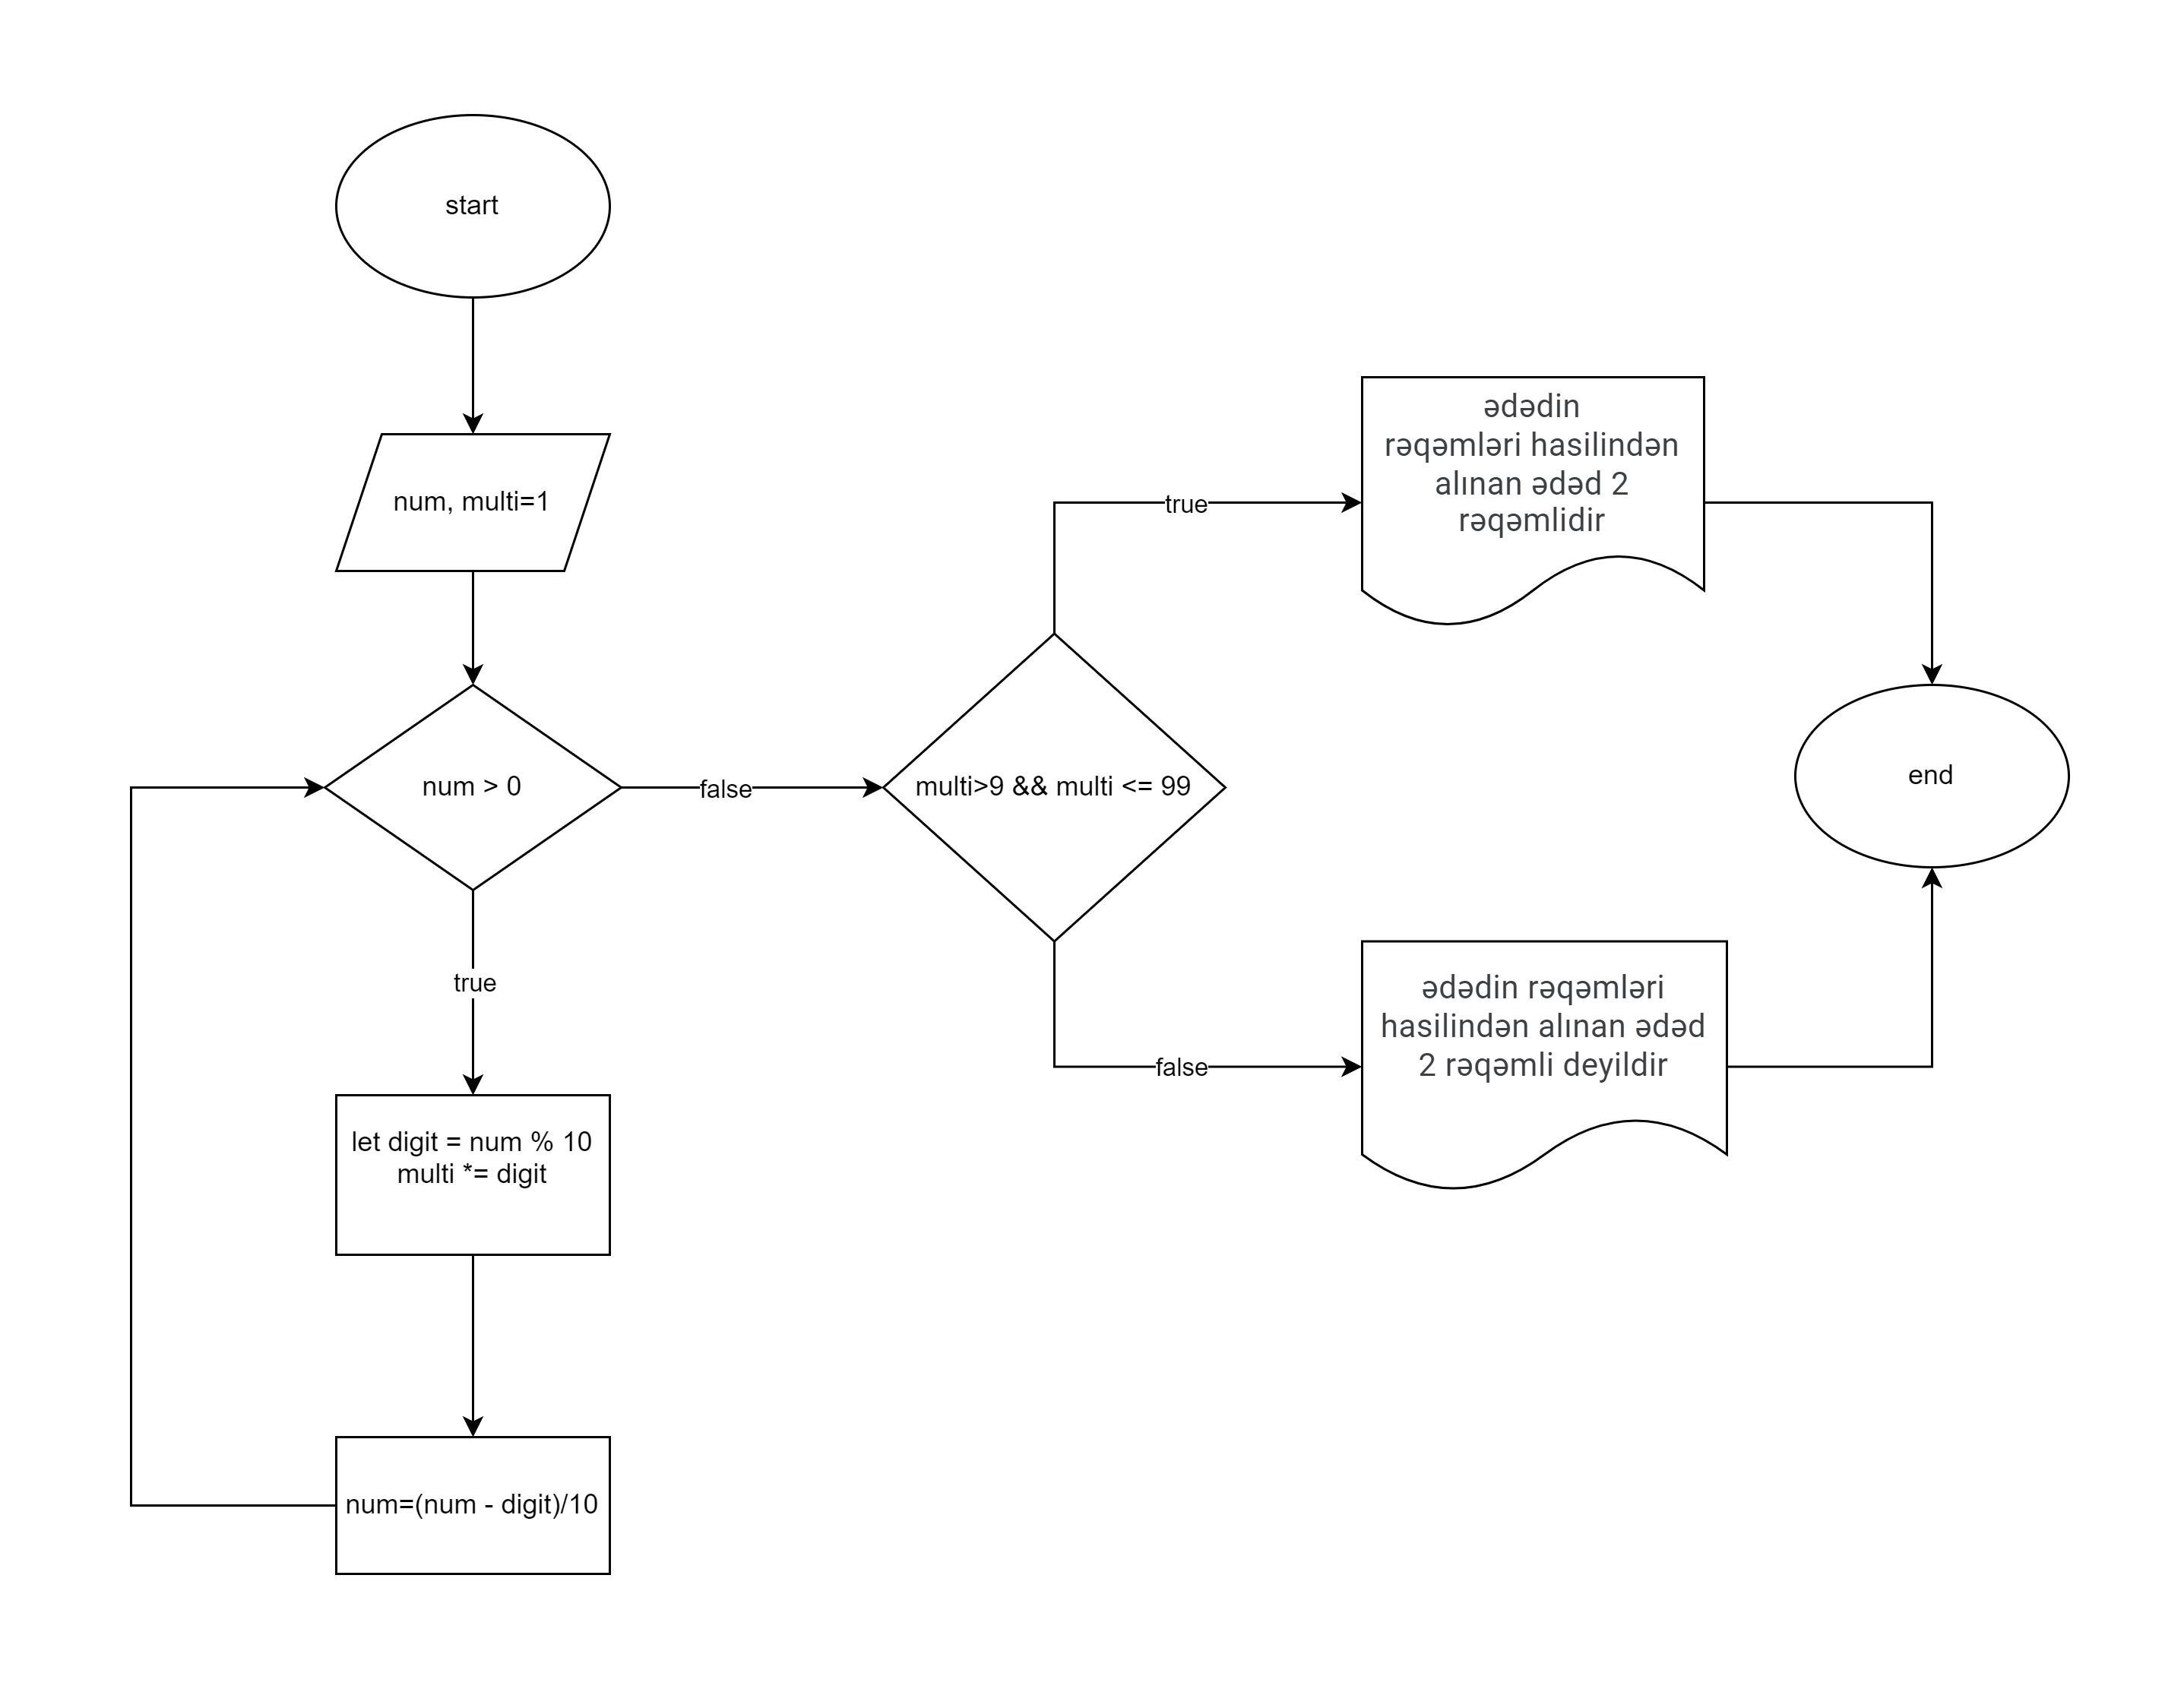 start
num, multi=1
num > 0
true
let digit = num % 10
multi *= digit
num=(num - digit)/10
false
multi>9 && multi <= 99
true
ədədin
rəqəmləri hasilindən
alınan ədəd 2
rəqəmlidir
false
ədədin rəqəmləri
hasilindən alınan ədəd
2 rəqəmli deyildir
end